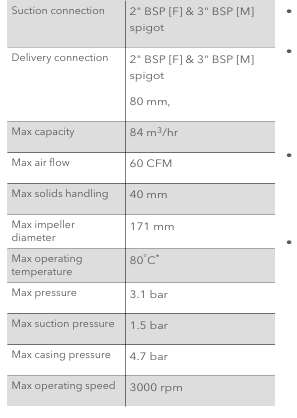 Suction connection 2" BSP [F] & 3" BSP [M]
spigot
Delivery connection 2" BSP [F] & 3" BSP [M]
spigot
80 mm,
Max capacity 84 m³/hr
Max air flow 60 CFM
Max solids handling 40 mm
Max impeller 171 mm
diameter
Max operating 80°C*
temperature
Max pressure 3.1 bar
Max suction pressure 1.5 bar
Max casing pressure 4.7 bar
Max operating speed 3000 rpm